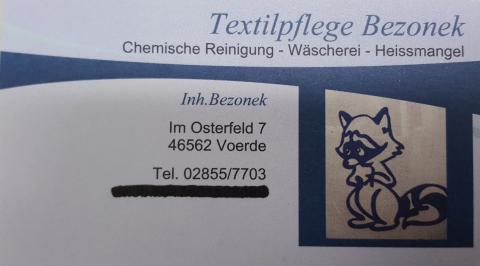 Textilpflege Bezonek
Chemische Reinigung - Wäscherei - Heissmangel
Inh.Bezonek
Im Osterfeld 7
46562 Voerde
Tel. 02855/7703